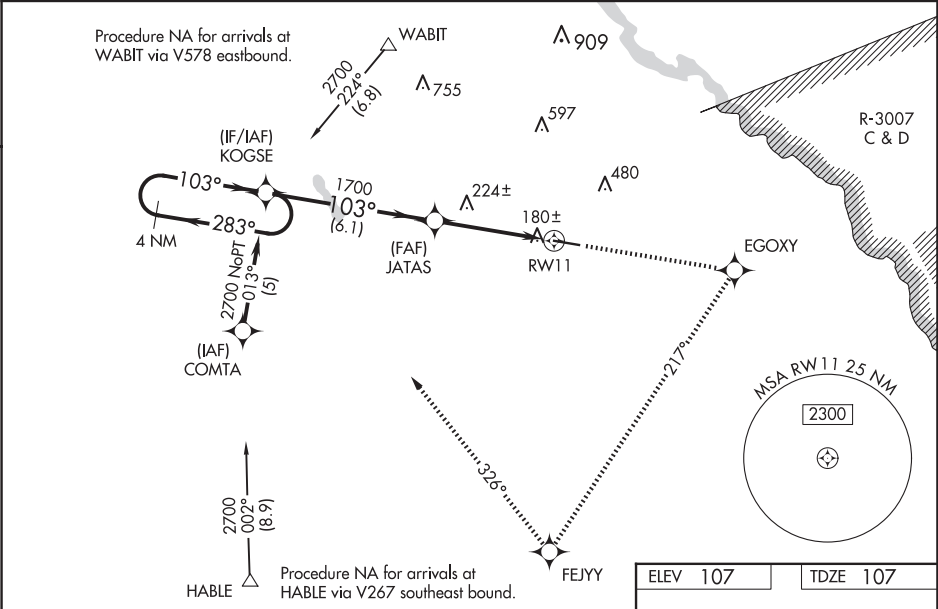 Procedure NA for arrivals at
WABIT via V578 eastbound.
WABIT
2700
224°
(6.8)
755
909
597
480
R-3007
C & D
(IF/IAF)
KOGSE
103°
283°
4 NM
1700
103°
(6.1)
224±
180±
(FAF)
JATAS
RW11
EGOXY
2700 NoPT
013°
(5)
(IAF)
COMTA
217°
326°
MSA RW11 25 NM
2300
2700
002°
(8.9)
HABLE
Procedure NA for arrivals at
HABLE via V267 southeast bound.
FEJYY
ELEV 107
TDZE 107